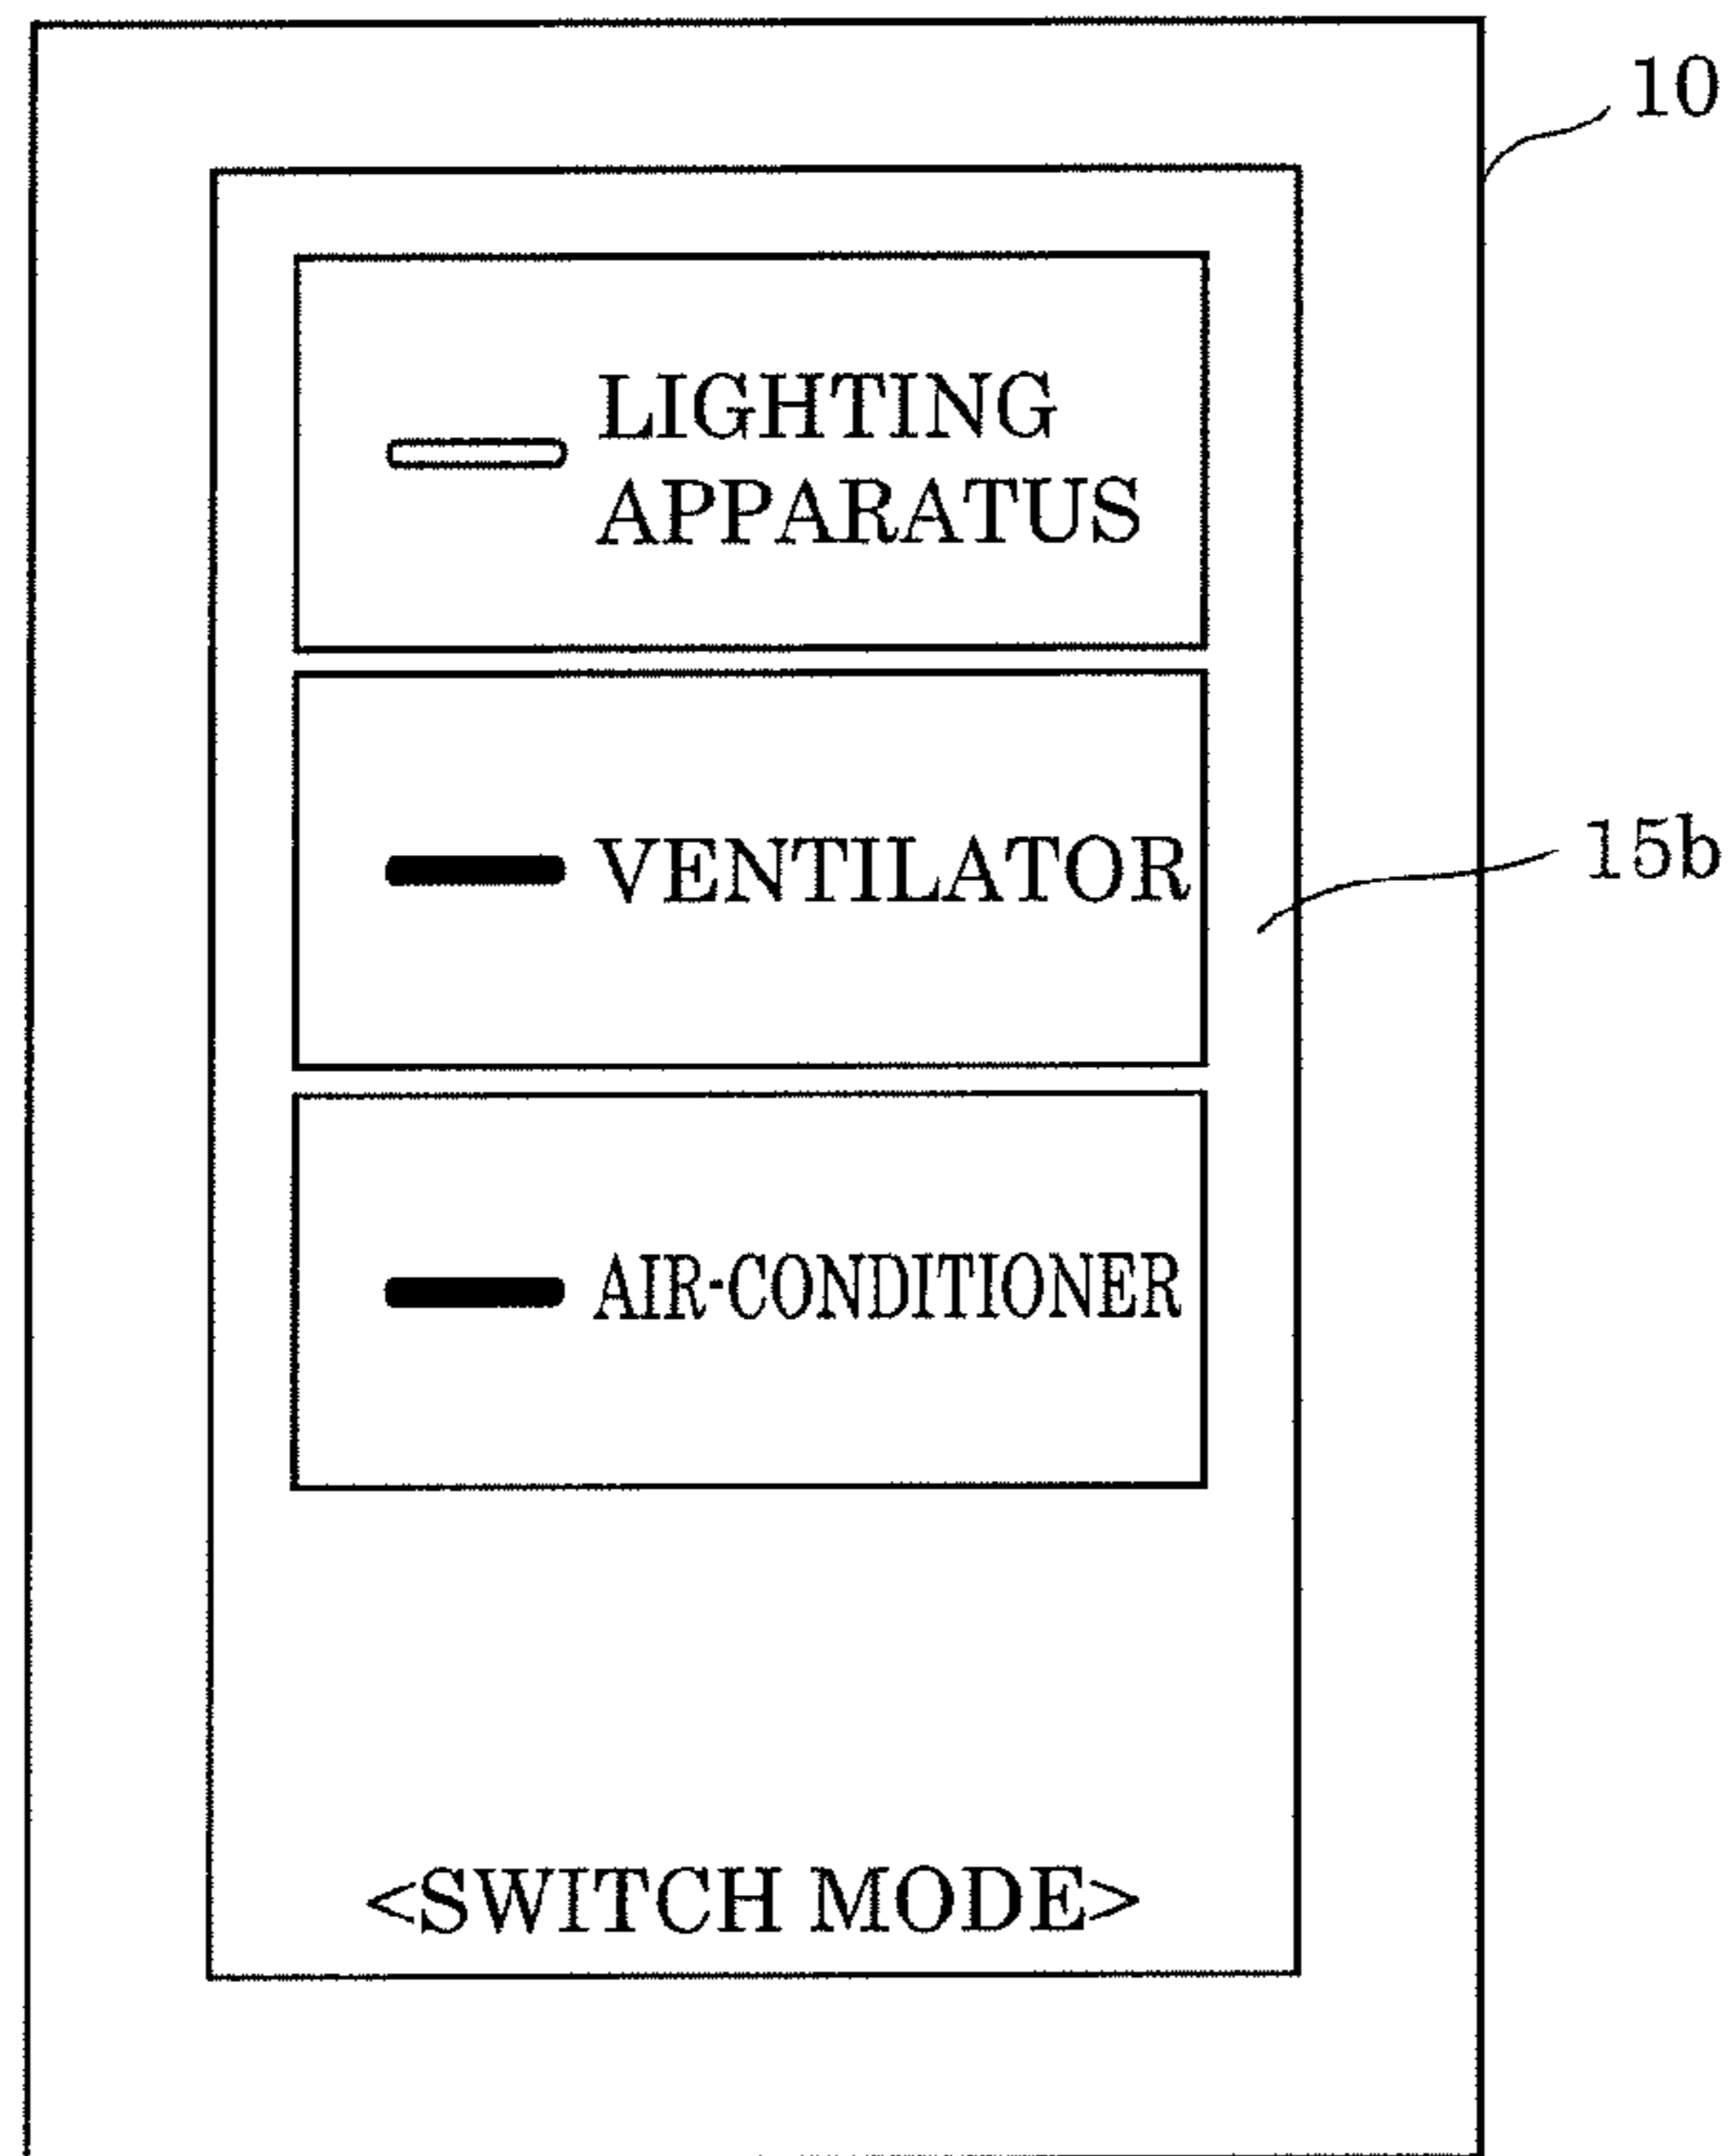 10
LIGHTING
APPARATUS
VENTILATOR
15b
AIR-CONDITIONER
<SWITCH MODE>